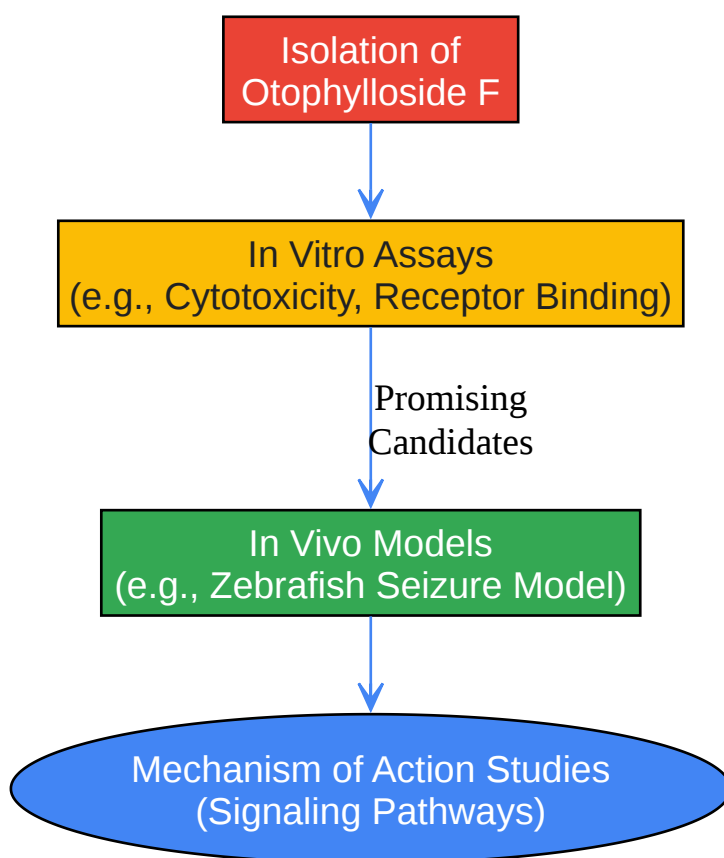 Isolation of
Otophylloside F
In Vitro Assays
(e.g., Cytotoxicity, Receptor Binding)
Promising
Candidates
In Vivo Models
(e.g., Zebrafish Seizure Model)
Mechanism of Action Studies
(Signaling Pathways)